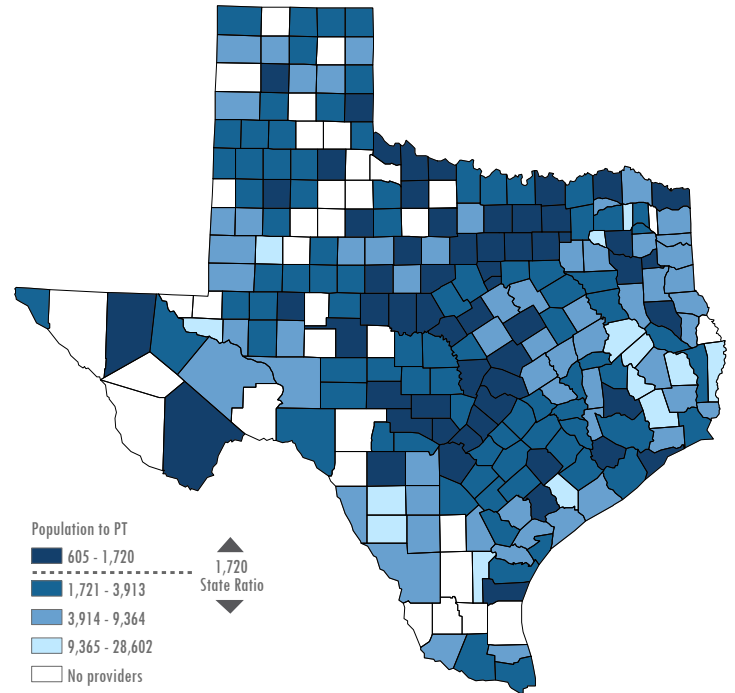 Population to PT
605 - 1,720
1,720
State Ratio
1,721 - 3,913
3,914 - 9,364
9,365 - 28,602
No providers